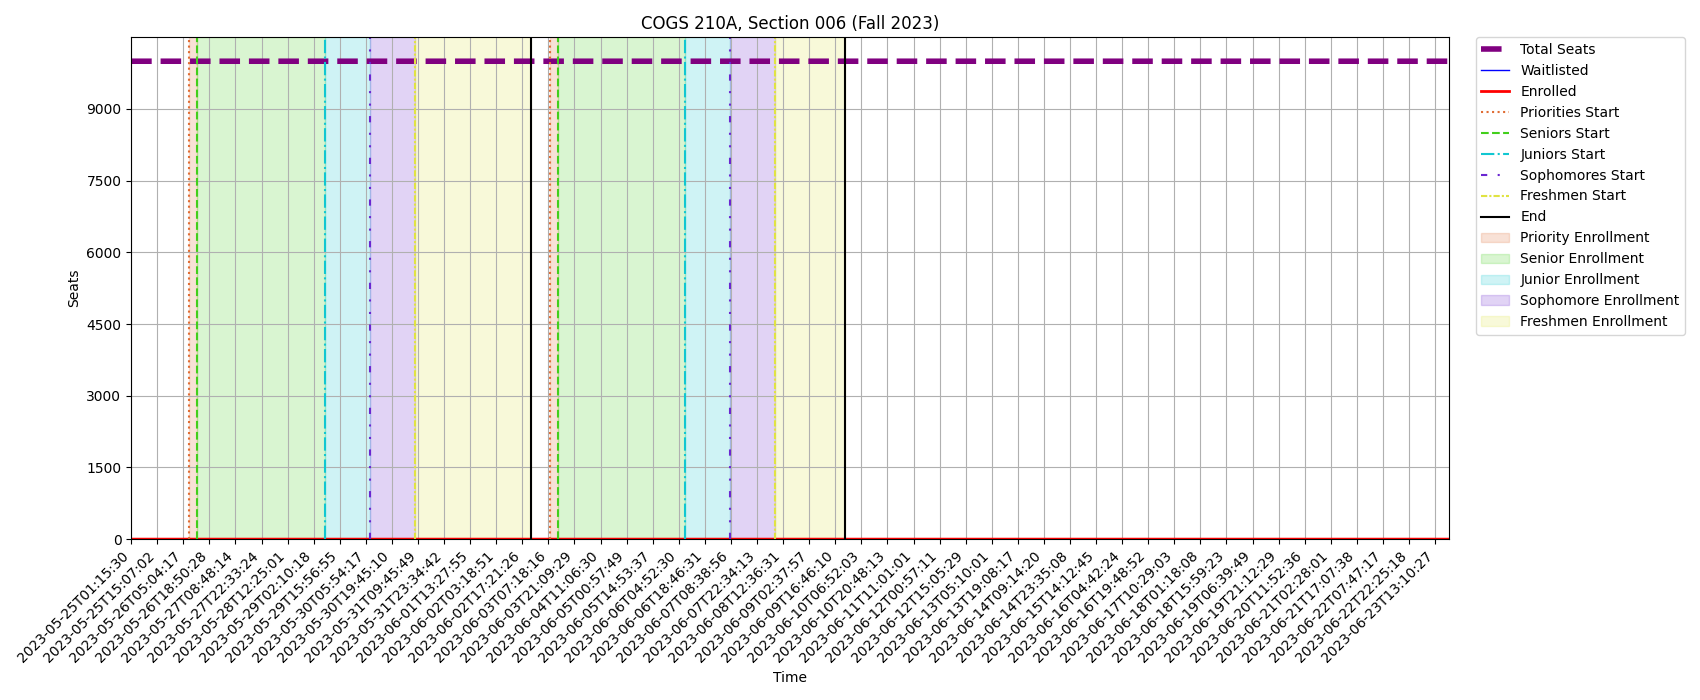 COGS 210A, Section 006 (Fall 2023)
Seats
9000
7500
6000
4500
3000
1500
0
2023-05-25T01:15:30
2023-05-25T15:07:02
2023-05-26T05:04:17
2023-05-26T18:50:28
2023-05-27T08:48:14
2023-05-27T22:33:24
2023-05-28T12:25:01
2023-05-29T02:10:18
2023-05-29T15:56:55
2023-05-30T05:54:17
2023-05-30T19:45:10
2023-05-31T09:45:49
2023-05-31T23:34:42
2023-06-01T13:27:55
2023-06-02T03:18:51
2023-06-02T17:21:26
2023-06-03T07:18:16
2023-06-03T21:09:29
2023-06-04T11:06:30
2023-06-05T00:57:49
2023-06-05T14:53:37
2023-06-06T04:52:30
2023-06-06T18:46:31
2023-06-07T08:38:56
2023-06-07T22:34:13
2023-06-08T12:36:31
2023-06-09T02:37:57
2023-06-09T16:46:10
2023-06-10T06:52:03
2023-06-10T20:48:13
2023-06-11T11:01:01
2023-06-12T00:57:11
2023-06-12T15:05:29
2023-06-13T05:10:01
2023-06-13T19:08:17
2023-06-14T09:14:20
2023-06-14T23:35:08
2023-06-15T14:12:45
2023-06-16T04:42:24
2023-06-16T19:48:52
2023-06-17T10:29:03
2023-06-18T01:18:08
2023-06-18T15:59:23
2023-06-19T06:39:49
2023-06-19T21:12:29
2023-06-20T11:52:36
2023-06-21T02:28:01
2023-06-21T17:07:38
2023-06-22T07:47:17
2023-06-22T22:25:18
2023-06-23T13:10:27
Time
Total Seats
Waitlisted
Enrolled
Priorities Start
Seniors Start
Juniors Start
Sophomores Start
Freshmen Start
End
Priority Enrollment
Senior Enrollment
Junior Enrollment
Sophomore Enrollment
Freshmen Enrollment